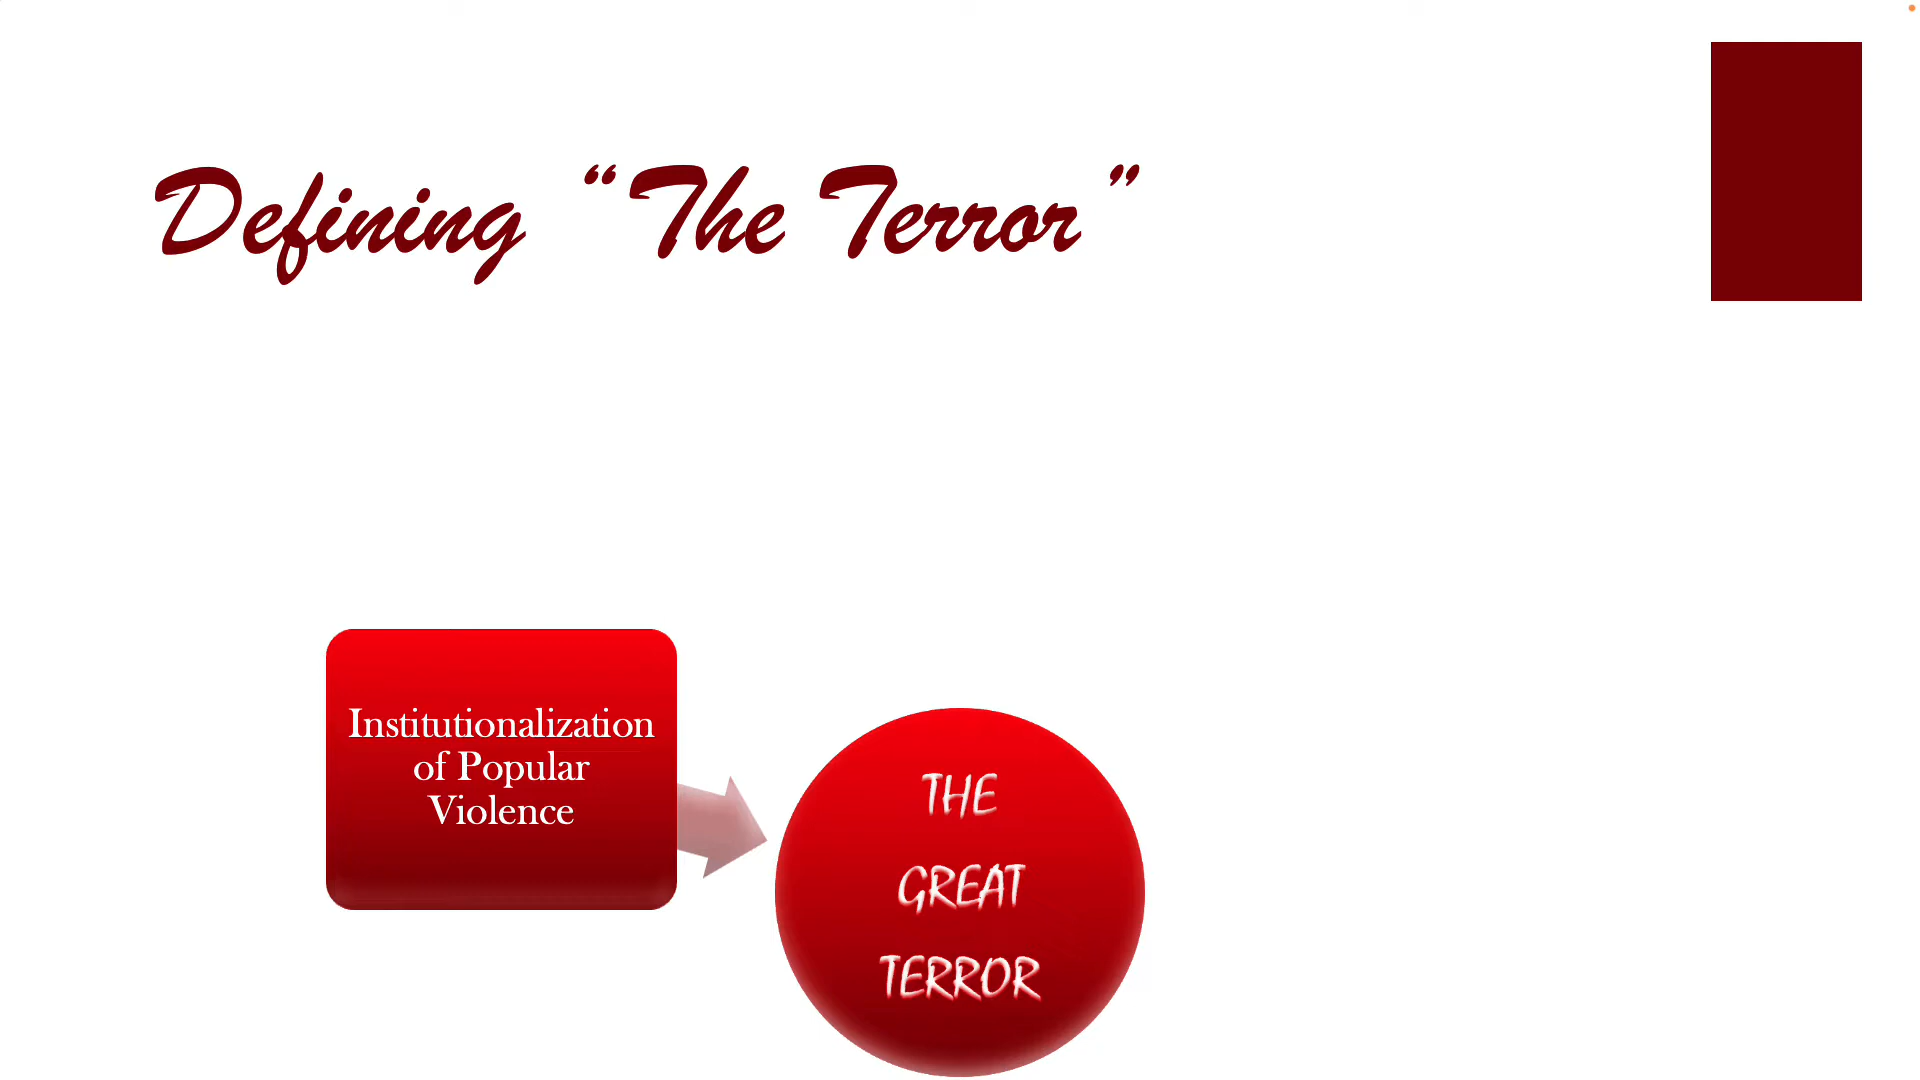 Defining “The Terror”
Institutionalization
of Popular
Violence
THE
GREAT
TERROR